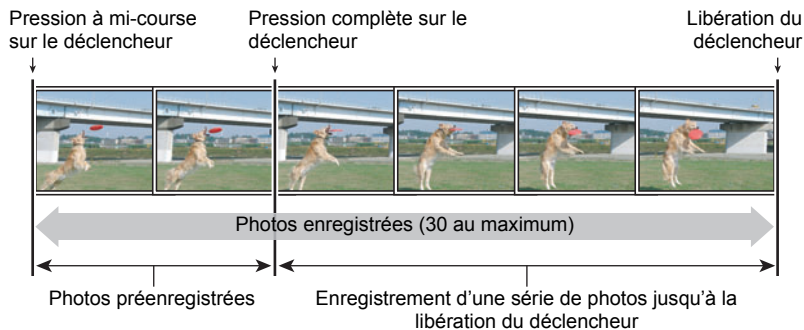 Pression à mi-course
sur le déclencheur
Pression complète sur le
déclencheur
Libération du
déclencheur
Photos enregistrées (30 au maximum)
Photos préenregistrées
Enregistrement d’une série de photos jusqu’à la
libération du déclencheur